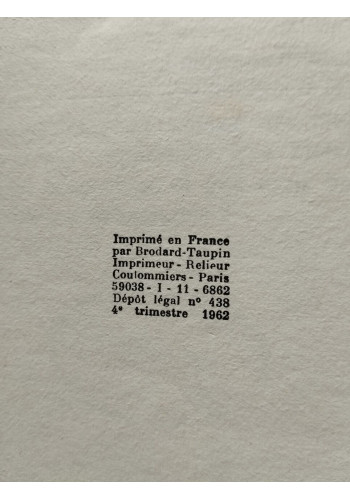 Imprimé en France
par Brodard-Taupin
Imprimeur - Relieur
Coulommiers - Paris
59038 - I - 11 - 6862
Dépôt légal nº 438
4e trimestre 1962